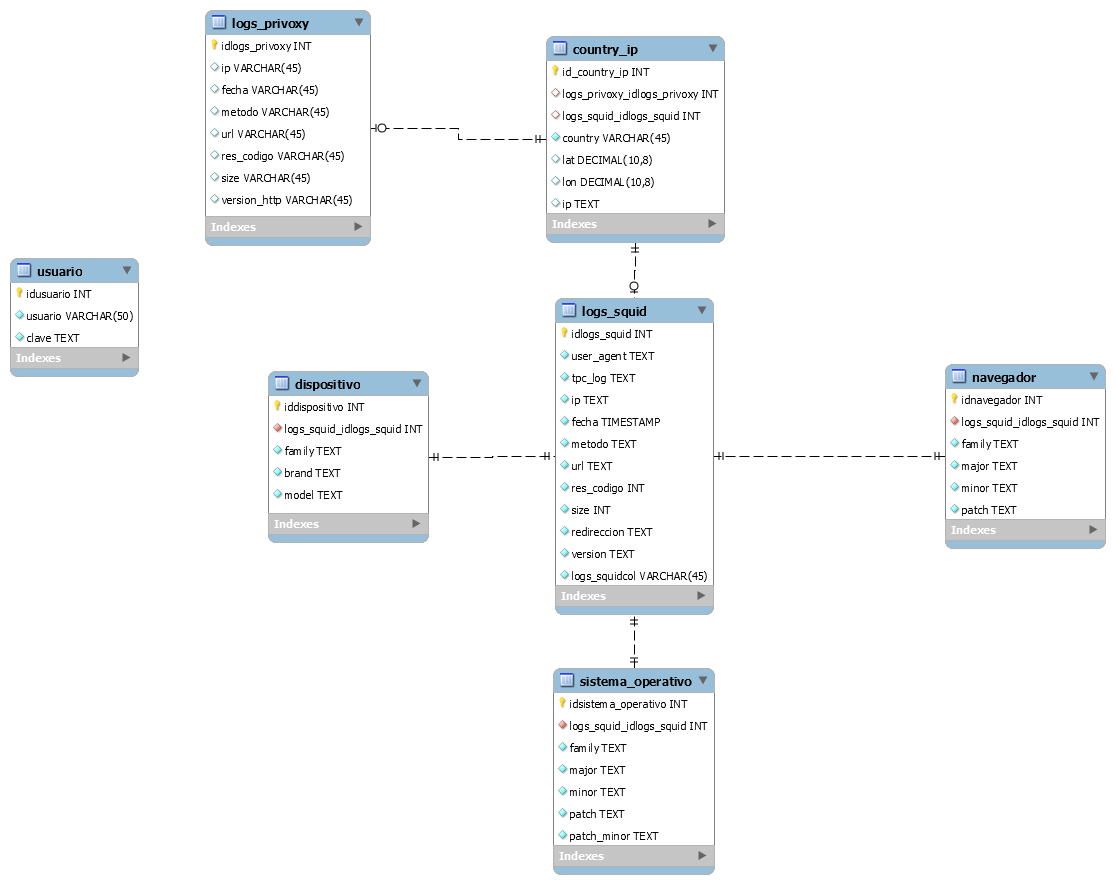 logs_privoxy
idlogs_privoxy INT
ip VARCHAR(45)
fecha VARCHAR(45)
metodo VARCHAR(45)
url VARCHAR(45)
res_codigo VARCHAR(45)
size VARCHAR(45)
version_http VARCHAR(45)
Indexes
country_ip
id_country_ip INT
logs_privoxy_idlogs_privoxy INT
logs_squid_idlogs_squid INT
country VARCHAR(45)
lat DECIMAL(10,8)
lon DECIMAL(10,8)
ip TEXT
Indexes
usuario
idusuario INT
usuario VARCHAR(50)
clave TEXT
Indexes
dispositivo
iddispositivo INT
logs_squid_idlogs_squid INT
family TEXT
brand TEXT
model TEXT
Indexes
logs_squid
idlogs_squid INT
user_agent TEXT
tpc_log TEXT
ip TEXT
fecha TIMESTAMP
metodo TEXT
url TEXT
res_codigo INT
size INT
redireccion TEXT
version TEXT
logs_squidcol VARCHAR(45)
Indexes
navegador
idnavegador INT
logs_squid_idlogs_squid INT
family TEXT
major TEXT
minor TEXT
patch TEXT
Indexes
sistema_operativo
idsistema_operativo INT
logs_squid_idlogs_squid INT
family TEXT
major TEXT
minor TEXT
patch TEXT
patch_minor TEXT
Indexes